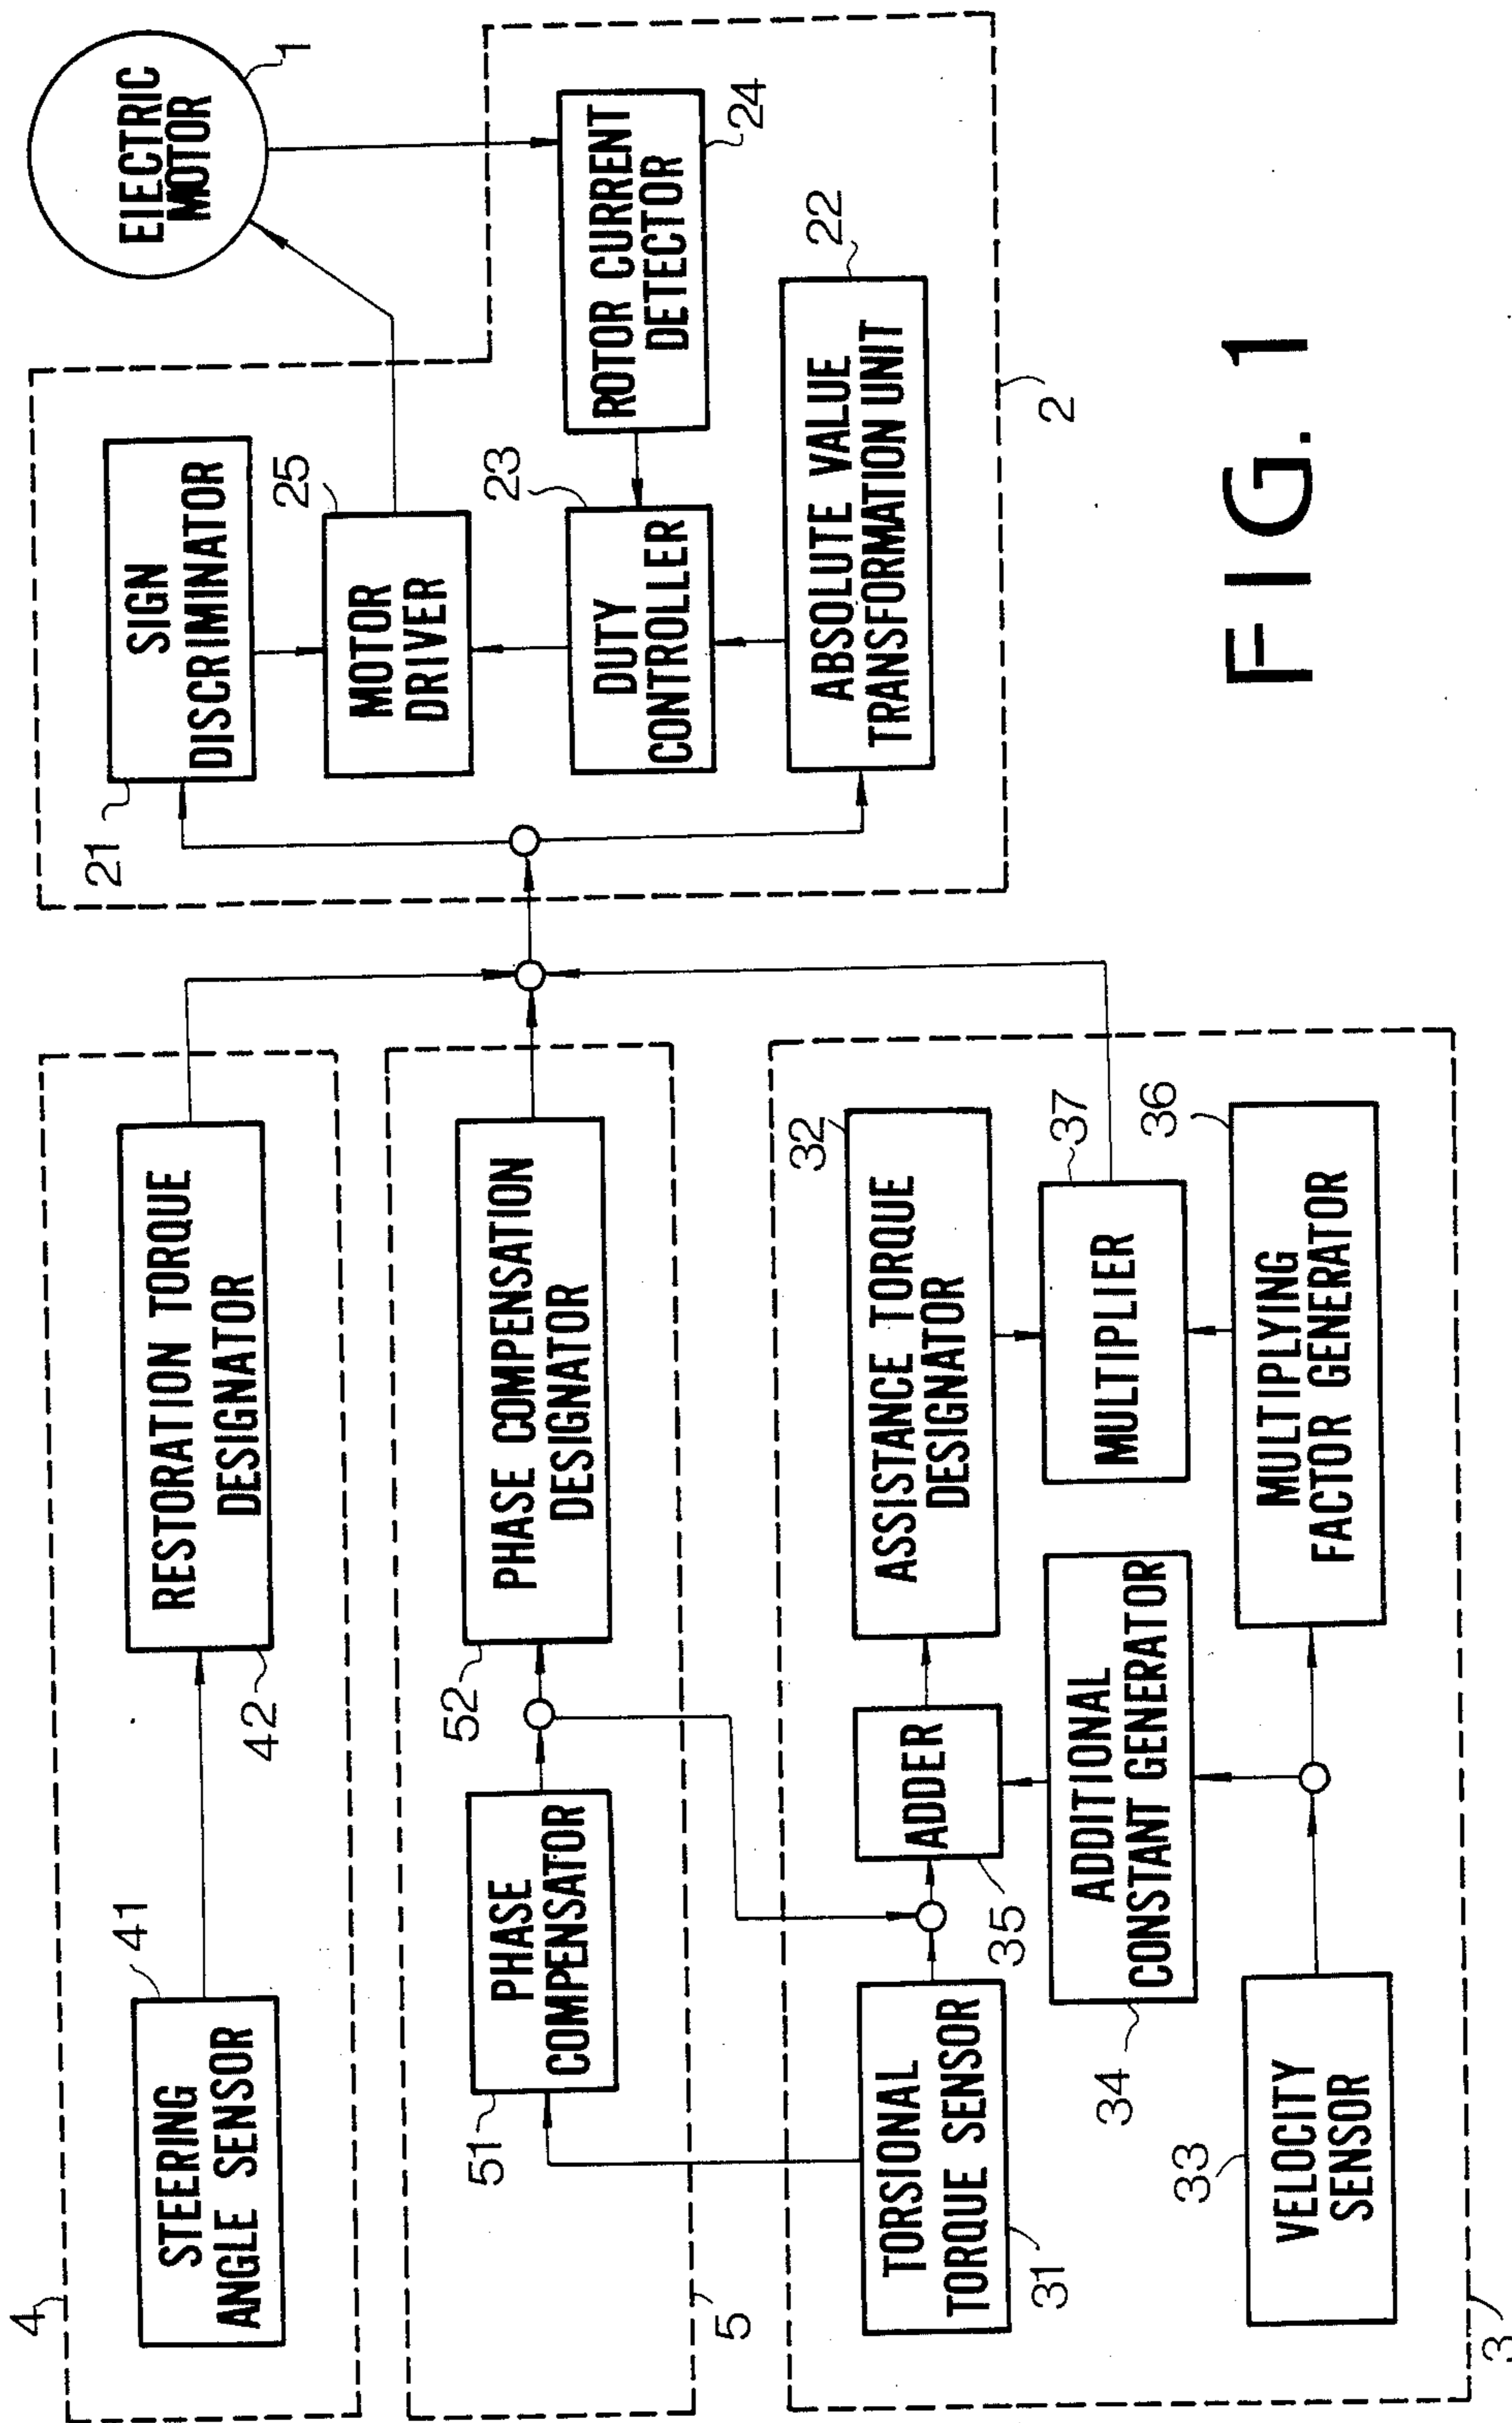 4
STEERING
ANGLE SENSOR
41
RESTORATION TORQUE
DESIGNATOR
42
5
PHASE
COMPENSATOR
51
PHASE COMPENSATION
DESIGNATOR
52
3
TORSIONAL
TORQUE SENSOR
31
ADDER
35
ASSISTANCE TORQUE
DESIGNATOR
32
ADDITIONAL
CONSTANT GENERATOR
34
MULTIPLIER
37
VELOCITY
SENSOR
33
MULTIPLYING
FACTOR GENERATOR
36
2
SIGN
DISCRIMINATOR
21
MOTOR
DRIVER
25
DUTY
CONTROLLER
23
ROTOR CURRENT
DETECTOR
24
ABSOLUTE VALUE
TRANSFORMATION UNIT
22
ELECTRIC
MOTOR
1
FIG. 1